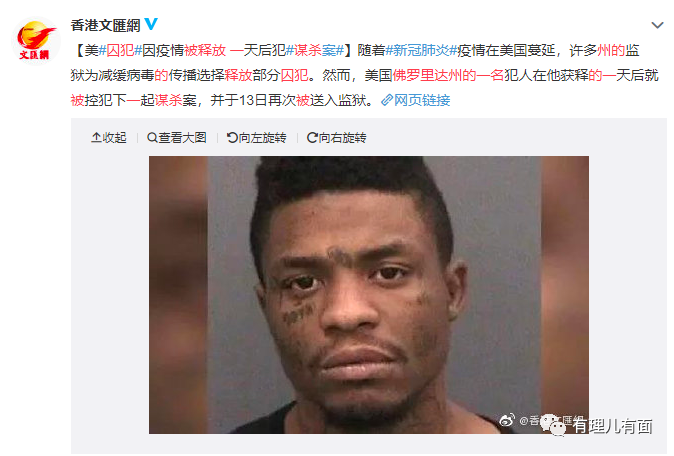 香港文匯網
【美#囚犯#因疫情被释放 一天后犯#谋杀案#】随着#新冠肺炎#疫情在美国蔓延，许多州的监
狱为减缓病毒的传播选择释放部分囚犯。然而，美国佛罗里达州的一名犯人在他获释的一天后就
被控犯下一起谋杀案，并于13日再次被送入监狱。网页链接
收起 查看大图 向左旋转 向右旋转
文匯網
@香港文匯網
有理儿有面